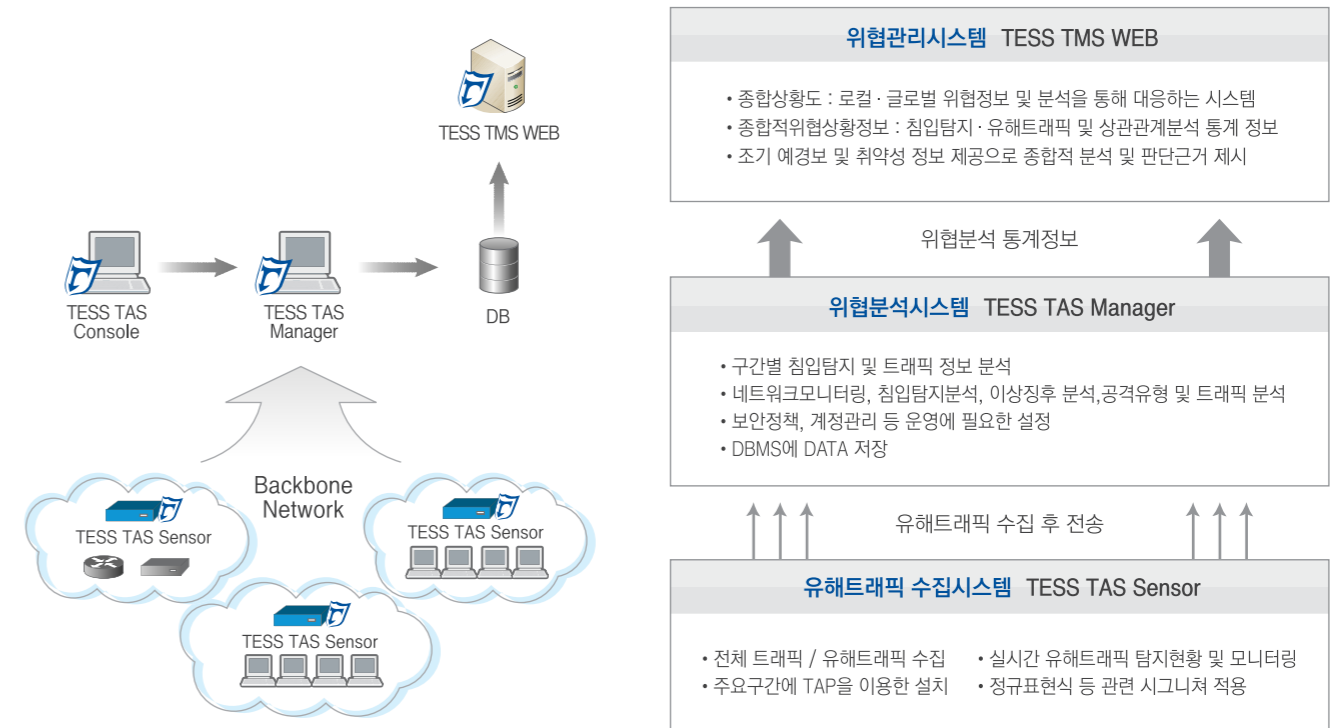 TESS TMS WEB
TESS TAS
Console
TESS TAS
Manager
DB
Backbone
Network
TESS TAS Sensor
TESS TAS Sensor
TESS TAS Sensor
위협관리시스템 TESS TMS WEB
• 종합상황도 : 로컬 · 글로벌 위협정보 및 분석을 통해 대응하는 시스템
• 종합적위협상황정보 : 침입탐지 · 유해트래픽 및 상관관계분석 통계 정보
• 조기 예경보 및 취약성 정보 제공으로 종합적 분석 및 판단근거 제시
위협분석 통계정보
위협분석시스템 TESS TAS Manager
• 구간별 침입탐지 및 트래픽 정보 분석
• 네트워크모니터링, 침입탐지분석, 이상징후 분석,공격유형 및 트래픽 분석
• 보안정책, 계정관리 등 운영에 필요한 설정
• DBMS에 DATA 저장
유해트래픽 수집 후 전송
유해트래픽 수집시스템 TESS TAS Sensor
• 전체 트래픽 / 유해트래픽 수집
• 주요구간에 TAP을 이용한 설치
• 실시간 유해트래픽 탐지현황 및 모니터링
• 정규표현식 등 관련 시그니쳐 적용